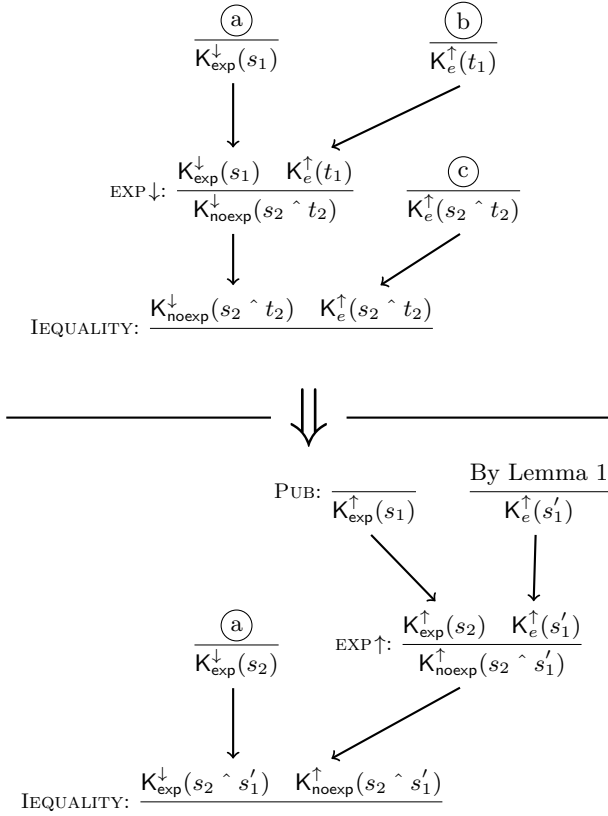 a b
K↓exp(s1) K↑e(t1)
EXP↓: K↓exp(s1) K↑e(t1) c
K↓noexp(s2 ^ t2) K↑e(s2 ^ t2)
IEQUALITY: K↓noexp(s2 ^ t2) K↑e(s2 ^ t2)
⇓
PUB: By Lemma 1
K↑exp(s1) K↑e(s′1)
a EXP↑: K↑exp(s2) K↑e(s′1)
K↓exp(s2) K↑noexp(s2 ^ s′1)
IEQUALITY: K↓exp(s2 ^ s′1) K↑noexp(s2 ^ s′1)